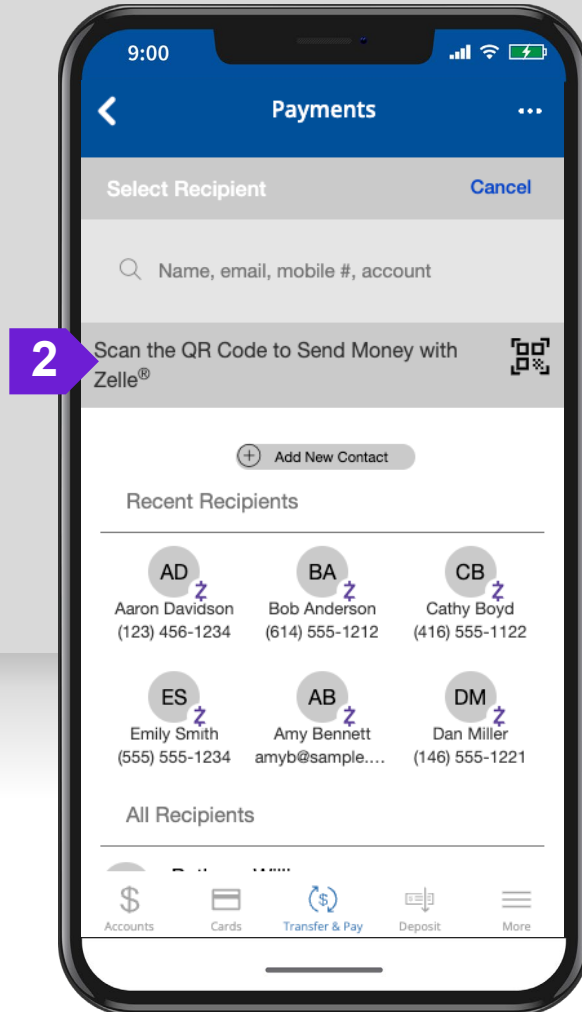 9:00
Payments
Select Recipient
Cancel
Name, email, mobile #, account
2
Scan the QR Code to Send Money with
Zelle®
Add New Contact
Recent Recipients
AD BA CB
Aaron Davidson Bob Anderson Cathy Boyd
(123) 456-1234 (614) 555-1212 (416) 555-1122
ES AB DM
Emily Smith Amy Bennett Dan Miller
(555) 555-1234 amyb@sample.... (146) 555-1221
All Recipients
Accounts Cards Transfer & Pay Deposit More